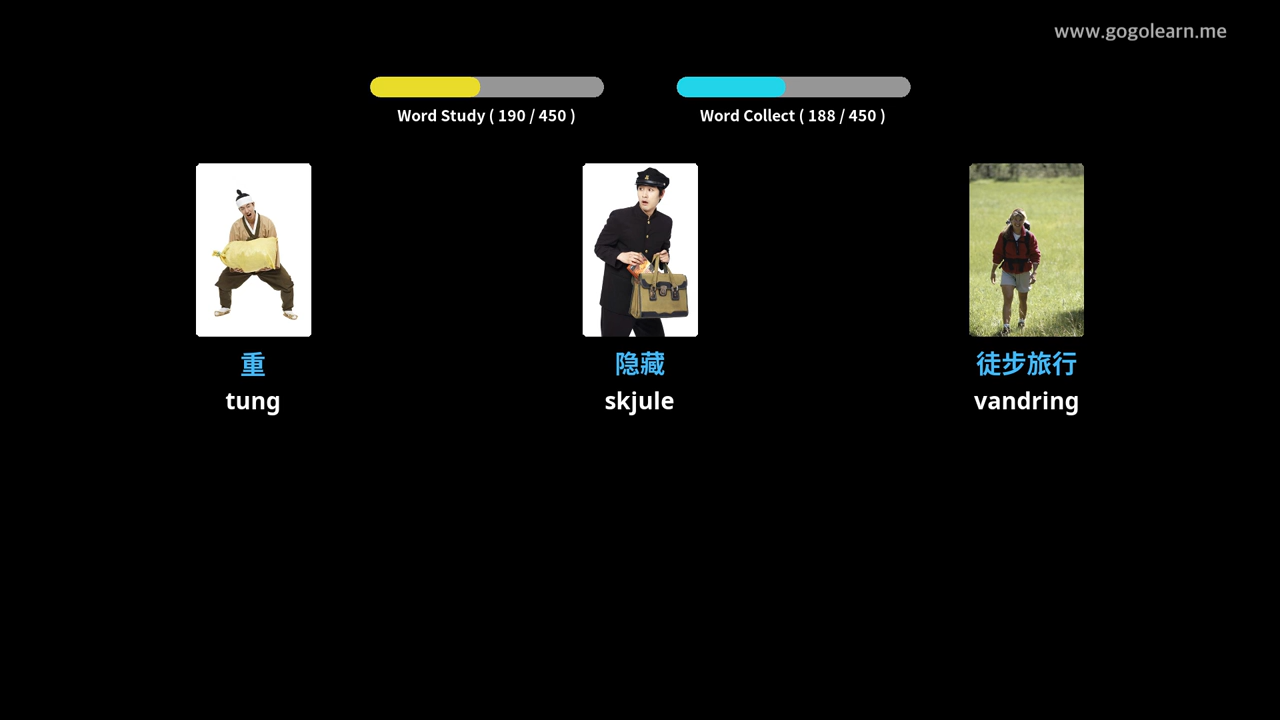 www.gogolearn.me
Word Study ( 190 / 450 )
Word Collect ( 188 / 450 )
重
隐藏
徒步旅行
tung
skjule
vandring